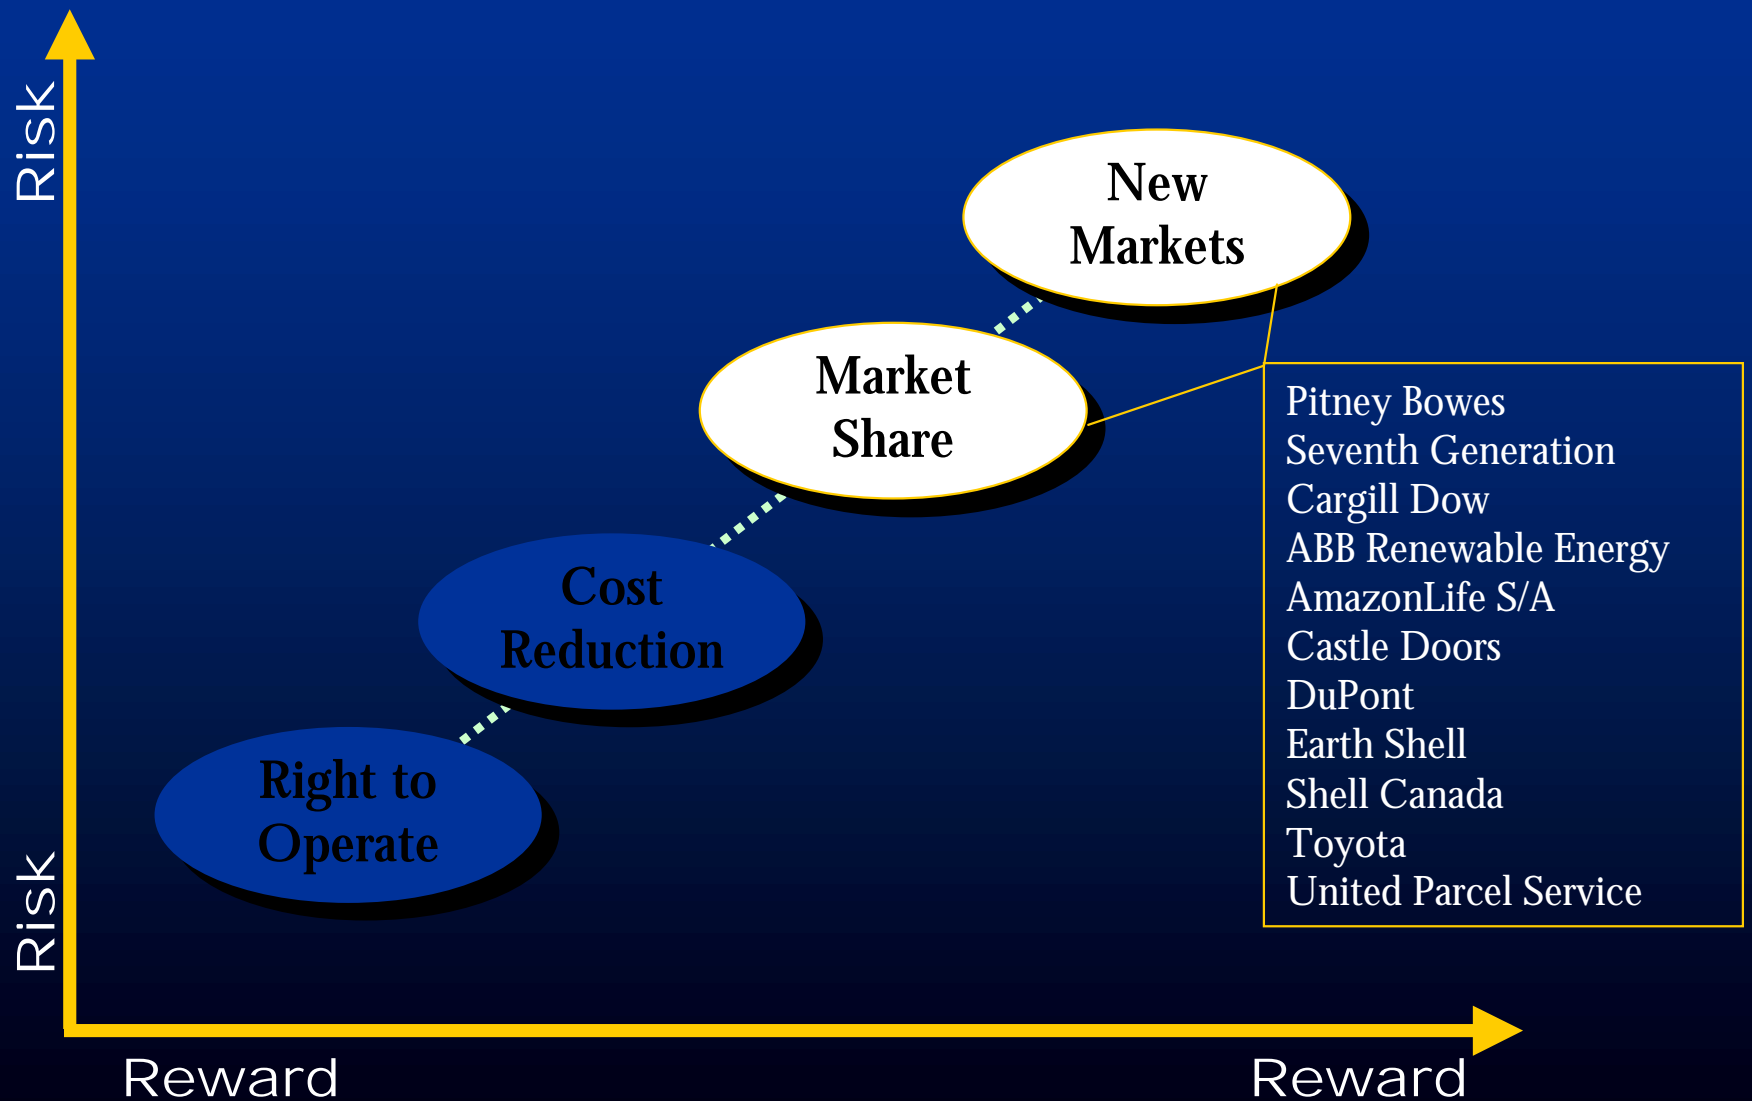 Risk
New
Markets
Market
Share
Pitney Bowes
Seventh Generation
Cargill Dow
ABB Renewable Energy
AmazonLife S/A
Castle Doors
DuPont
Earth Shell
Shell Canada
Toyota
United Parcel Service
Cost
Reduction
Right to
Operate
Risk
Reward
Reward